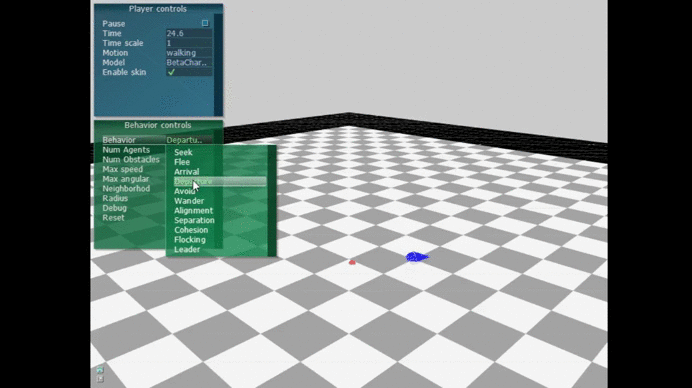 Player controls
Pause
Time 24.6
Time scale 1
Motion walking
Model BetaChar..
Enable skin
Behavior controls
Behavior Departu..
Num Agents
Num Obstacles
Max speed
Max angular
Neighborhod
Radius
Debug
Reset
Seek
Flee
Arrival
Departure
Avoid
Wander
Alignment
Separation
Cohesion
Flocking
Leader